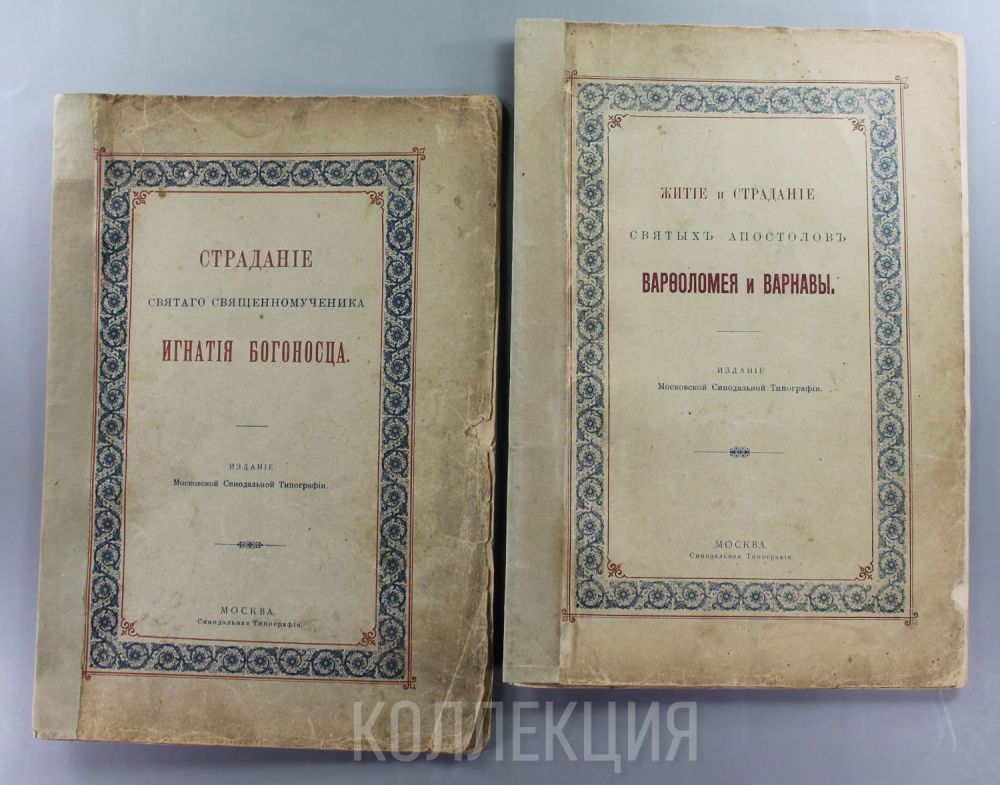 СТРАДАНІЕ
СВЯТАГО СВЯЩЕННОМУЧЕНИКА
ИГНАТІЯ БОГОНОСЦА.
ИЗДАНІЕ
Московской Синодальной Типографіи.
МОСКВА.
Синодальная Типографія.
ЖИТІЕ и СТРАДАНІЕ
СВЯТЫХЪ АПОСТОЛОВЪ
ВАРѲОЛОМЕЯ и ВАРНАВЫ.
ИЗДАНІЕ
Московской Синодальной Типографіи.
МОСКВА.
Синодальная Типографія.
КОЛЛЕКЦИЯ